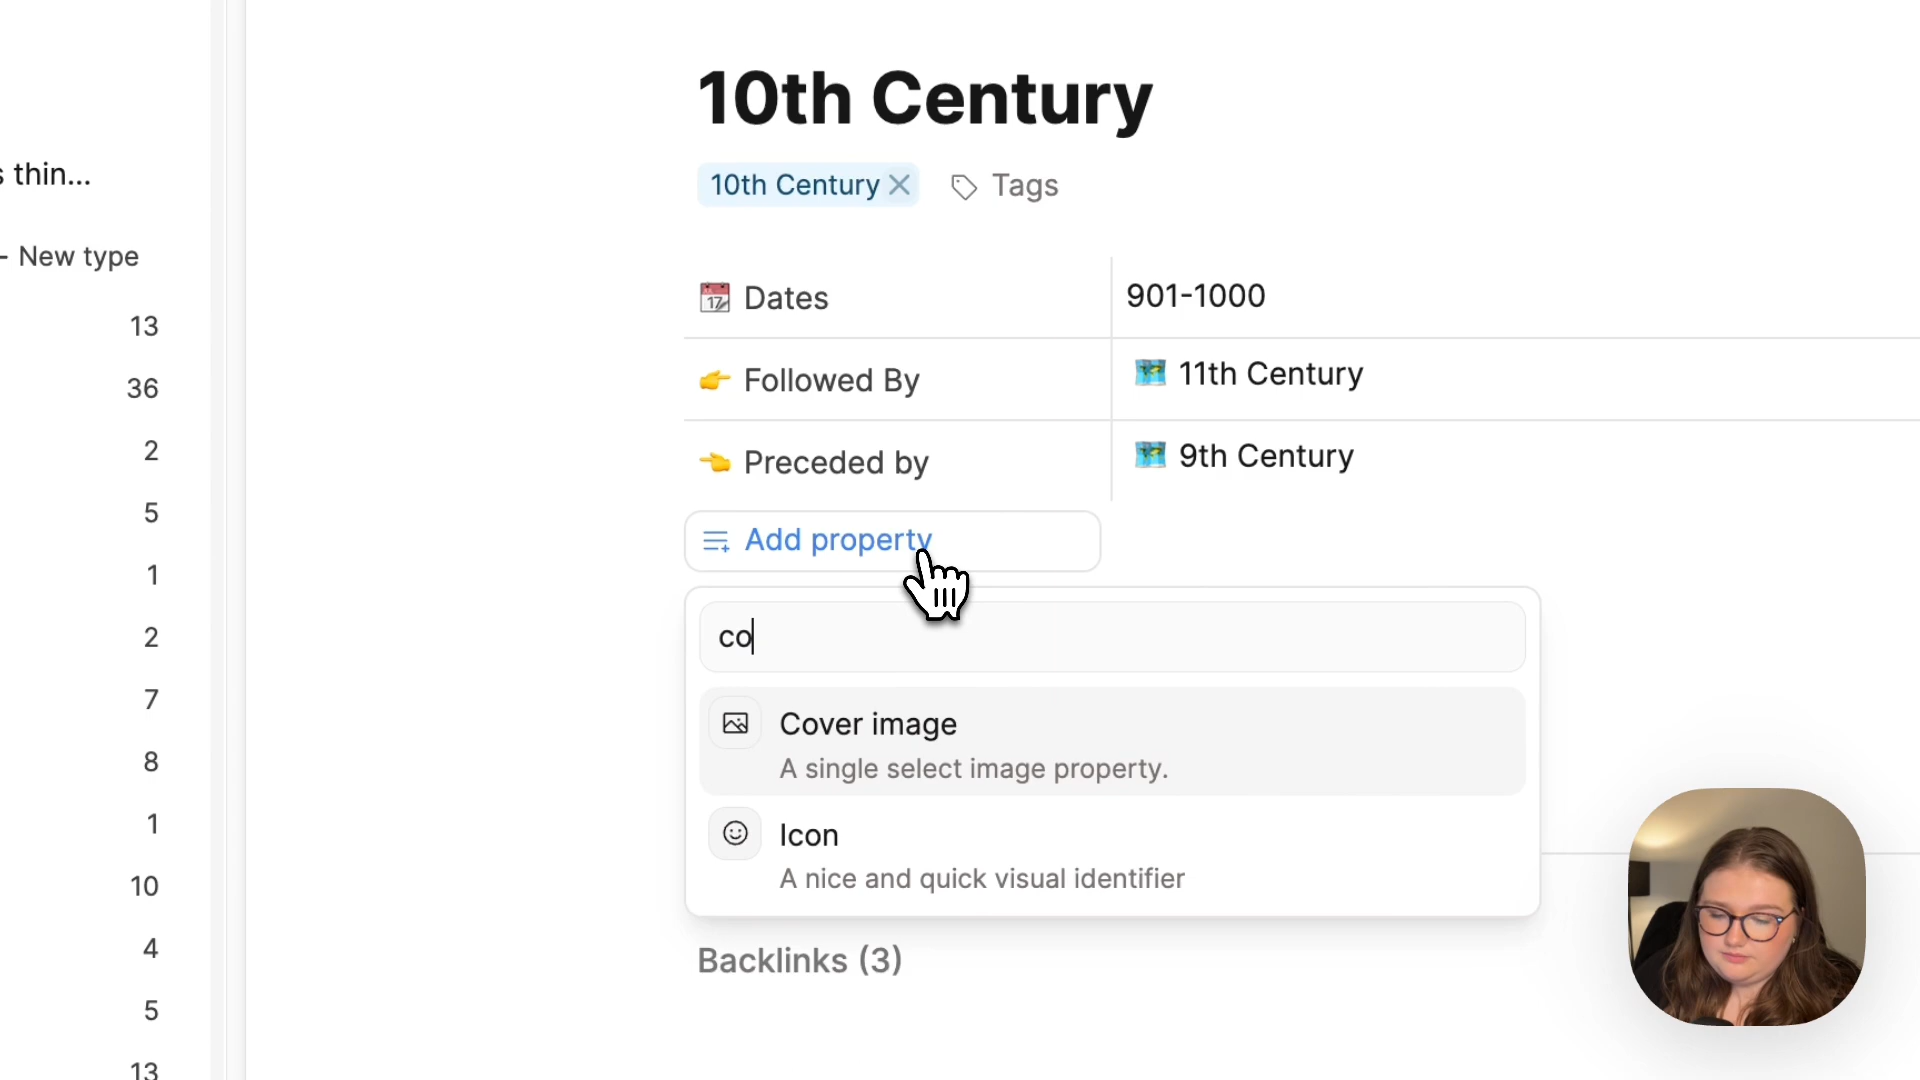 10th Century
s thin...
10th Century Tags
New type
Dates 901-1000
13
Followed By 11th Century
36
2
Preceded by 9th Century
5
Add property
1
co
2
7
Cover image
8
A single select image property.
1
Icon
10
A nice and quick visual identifier
4
Backlinks (3)
5
13